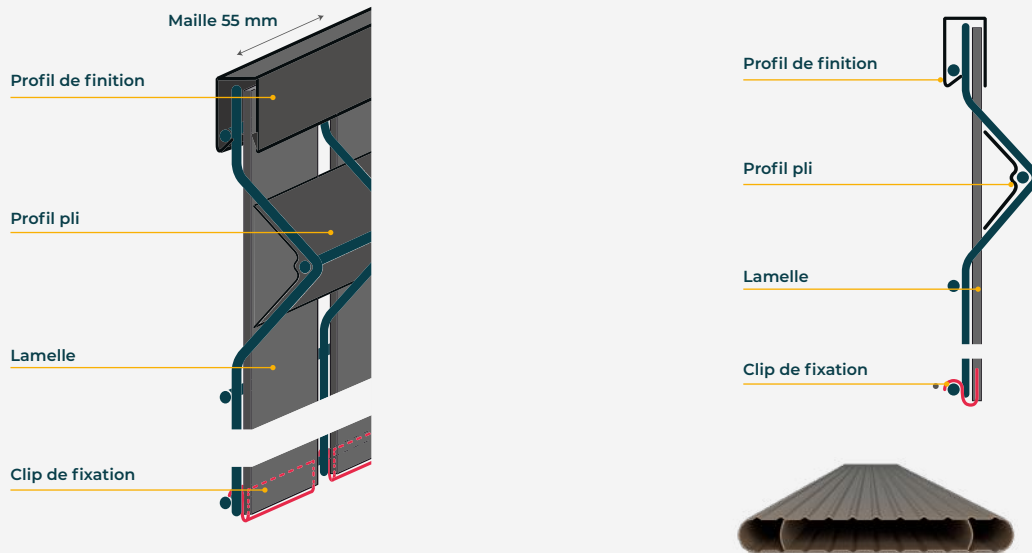 Maille 55 mm
Profil de finition
Profil pli
Lamelle
Clip de fixation
Profil de finition
Profil pli
Lamelle
Clip de fixation